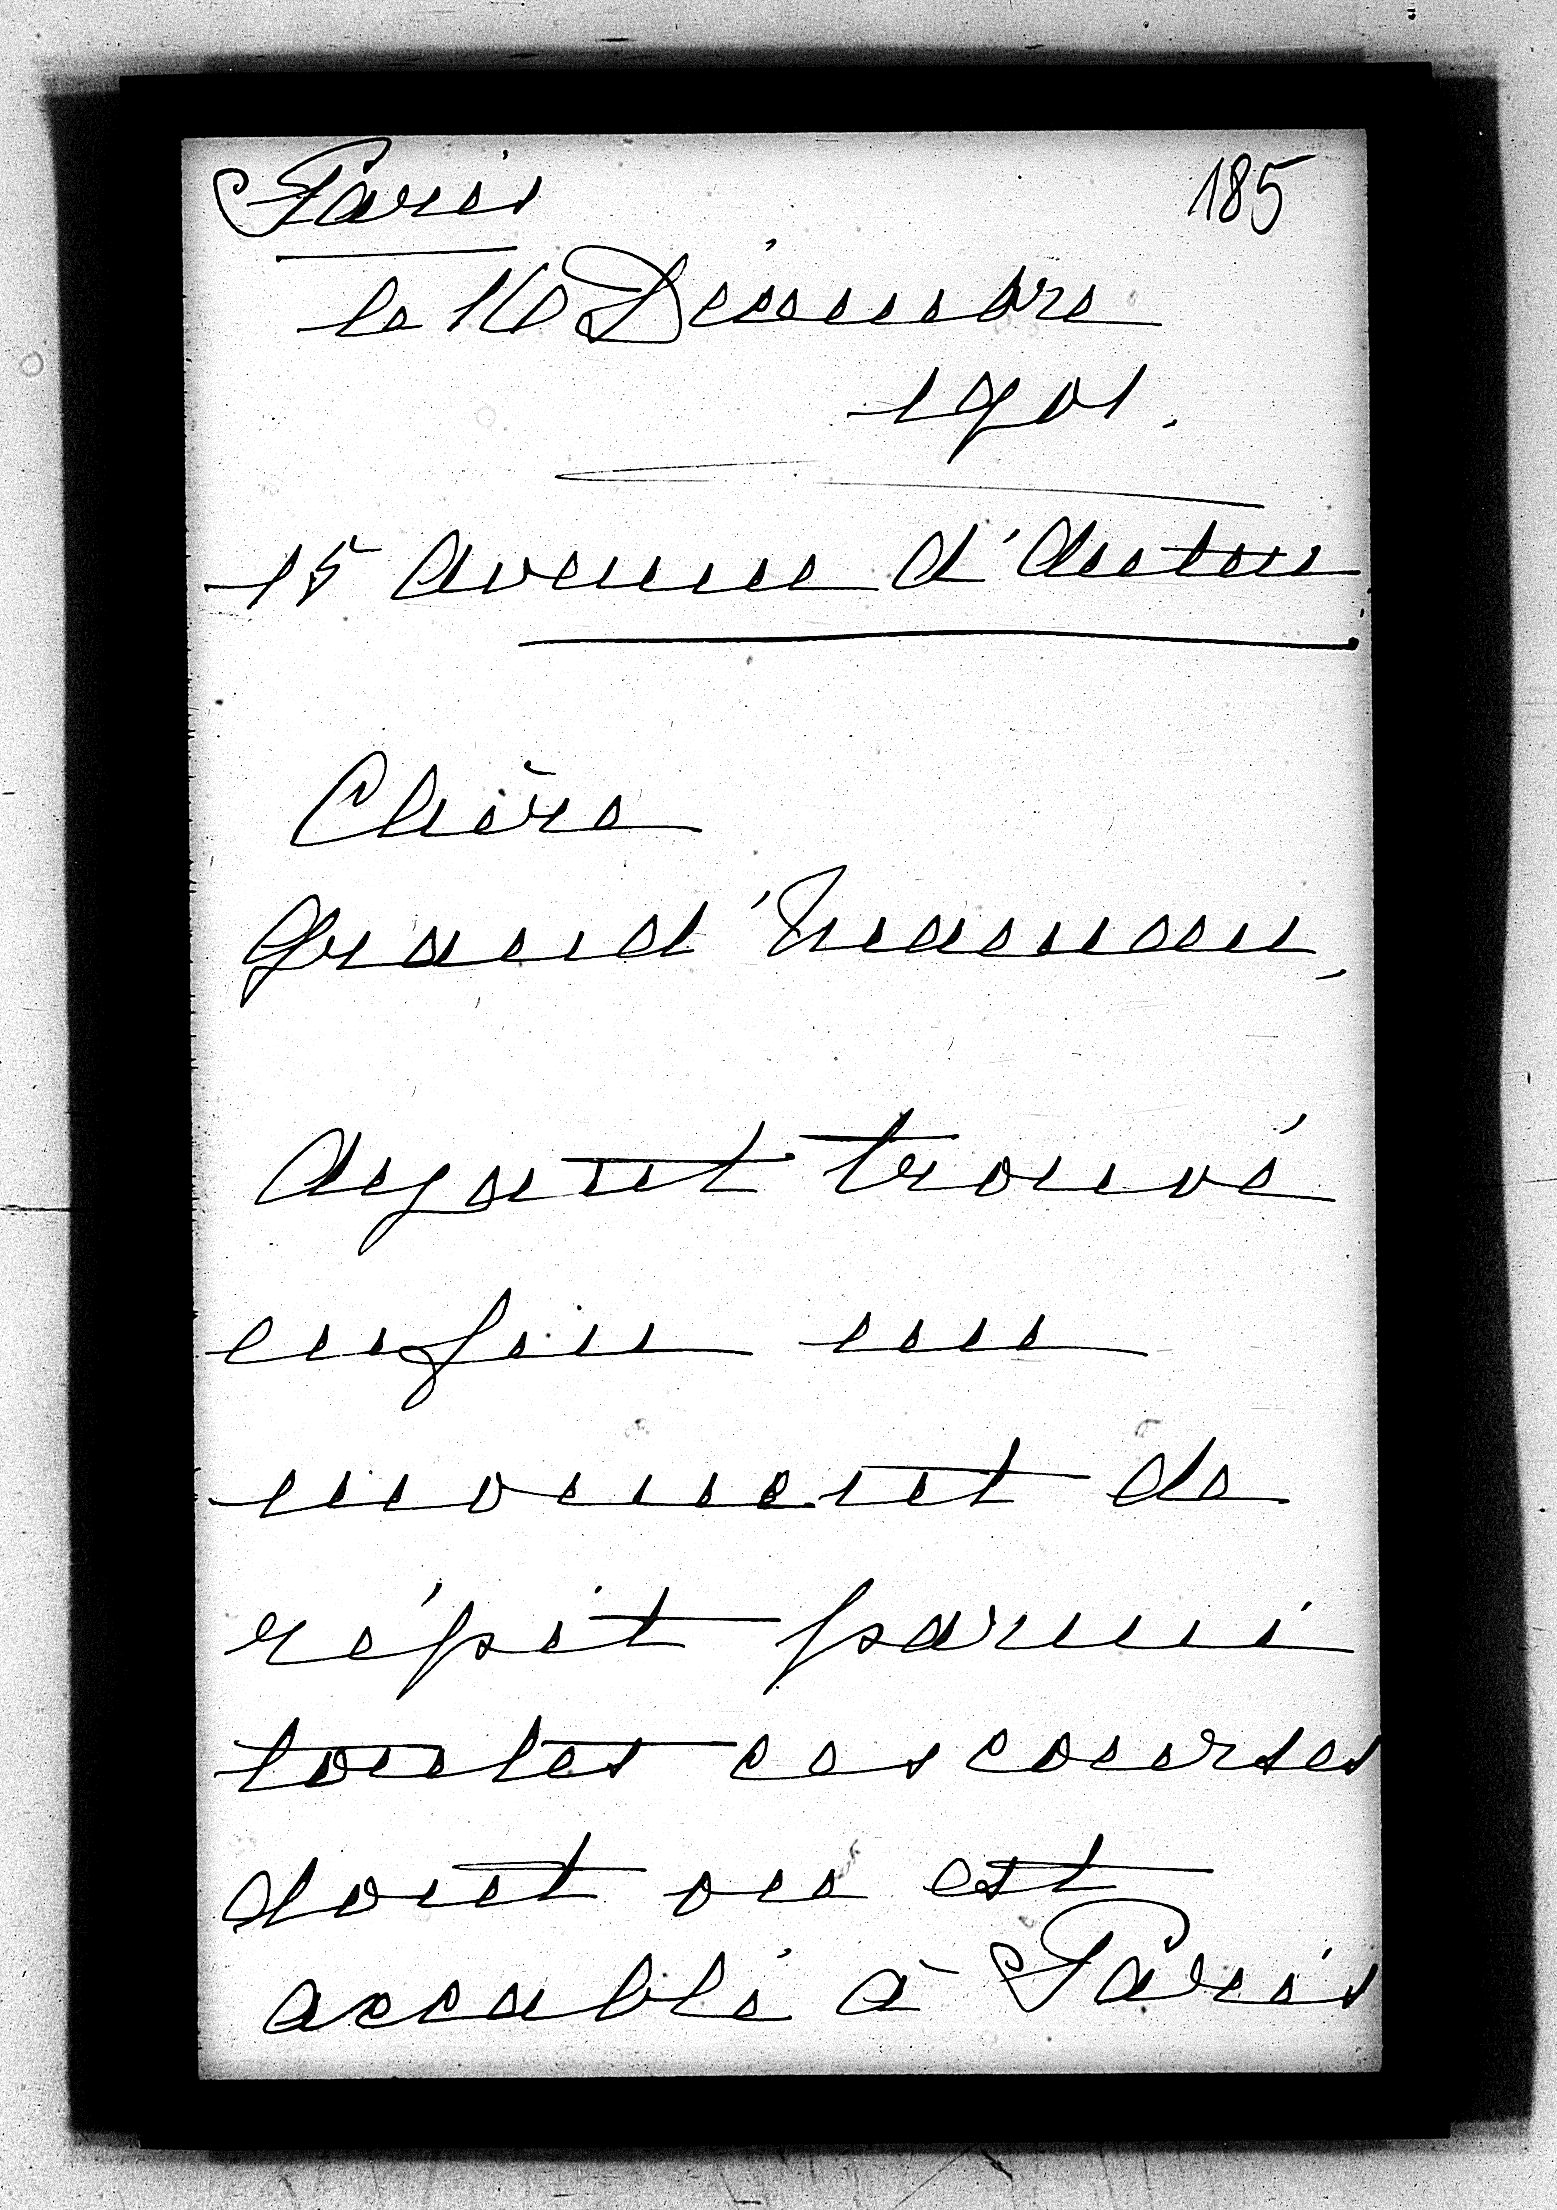 Paris 185
le 16 Décembre
1901.
15 Avenue d'Antin
Chère
Grand'Maman,
Ayant trouvé
enfin un
moment de
répit parmi
toutes ces courses
dont on est
accablé à Paris